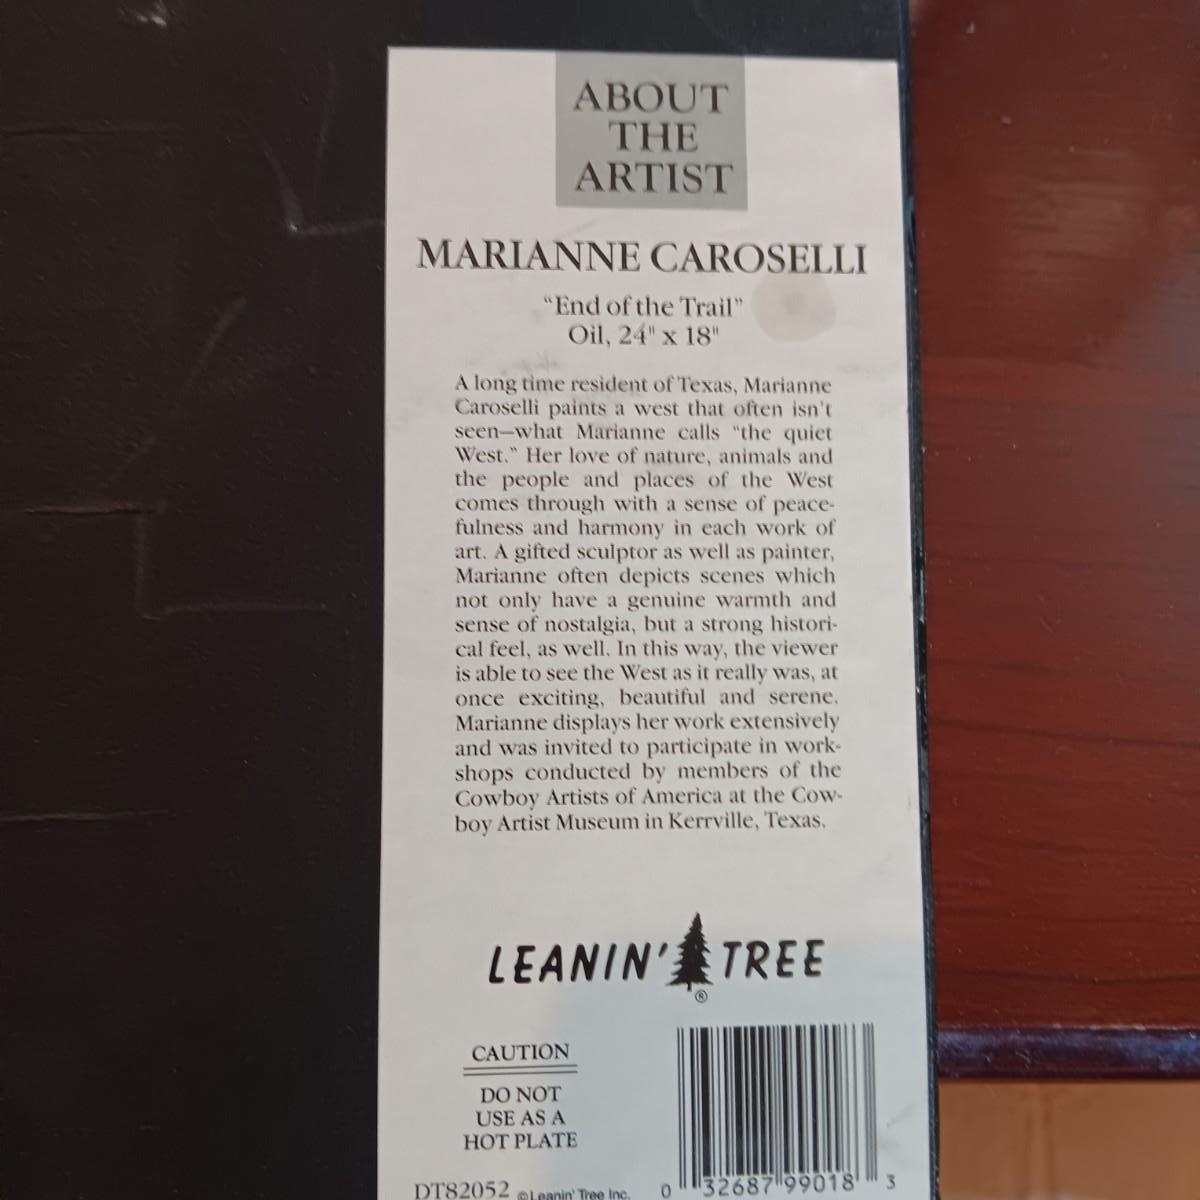 ABOUT
THE
ARTIST
MARIANNE CAROSELLI
“End of the Trail”
Oil, 24" x 18"
A long time resident of Texas, Marianne
Caroselli paints a west that often isn't
seen—what Marianne calls “the quiet
West.” Her love of nature, animals and
the people and places of the West
comes through with a sense of peace-
fulness and harmony in each work of
art. A gifted sculptor as well as painter,
Marianne often depicts scenes which
not only have a genuine warmth and
sense of nostalgia, but a strong histori-
cal feel, as well. In this way, the viewer
is able to see the West as it really was, at
once exciting, beautiful and serene.
Marianne displays her work extensively
and was invited to participate in work-
shops conducted by members of the
Cowboy Artists of America at the Cow-
boy Artist Museum in Kerrville, Texas.
LEANIN' TREE
®
CAUTION
DO NOT
USE AS A
HOT PLATE
DT82052 © Leanin' Tree Inc.
0 32687 99018 3